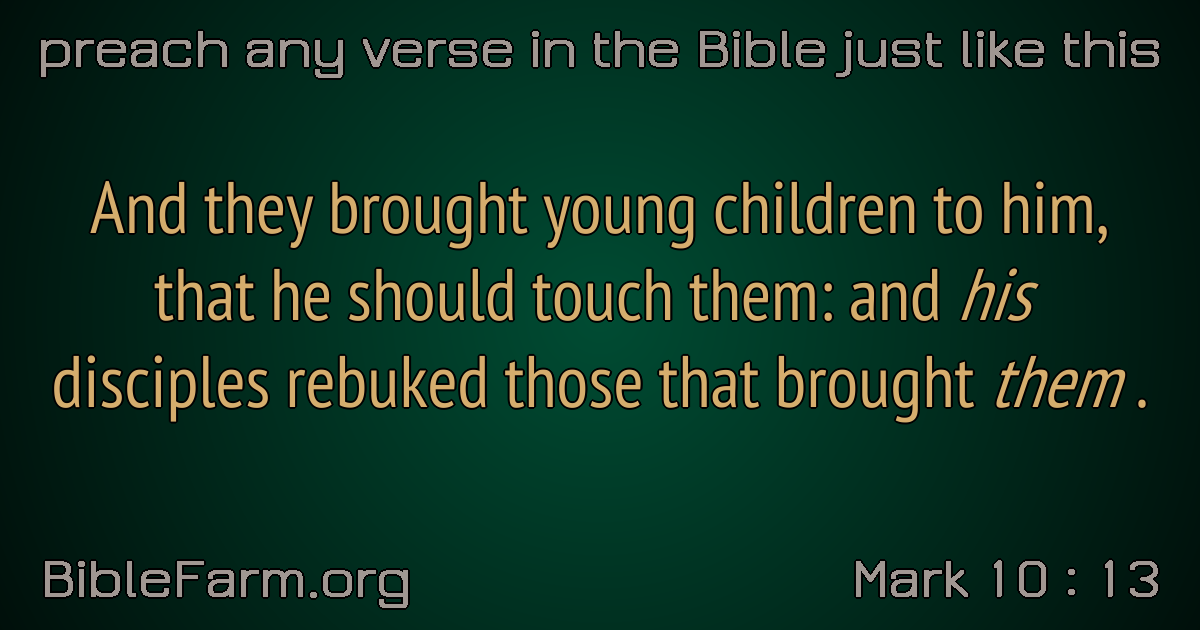 preach any verse in the Bible just like this
And they brought young children to him,
that he should touch them: and his
disciples rebuked those that brought them .
BibleFarm.org
Mark 10 : 13